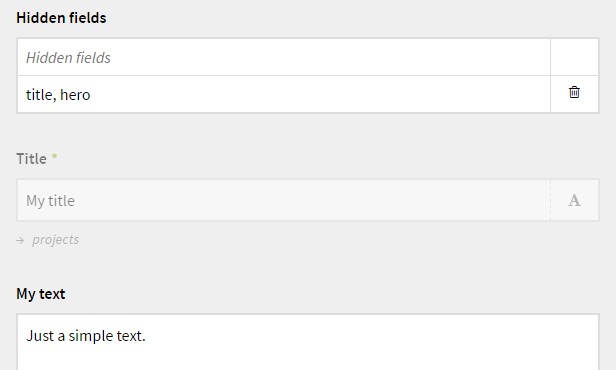 Hidden fields
Hidden fields
title, hero
Title *
My title A
→ projects
My text
Just a simple text.